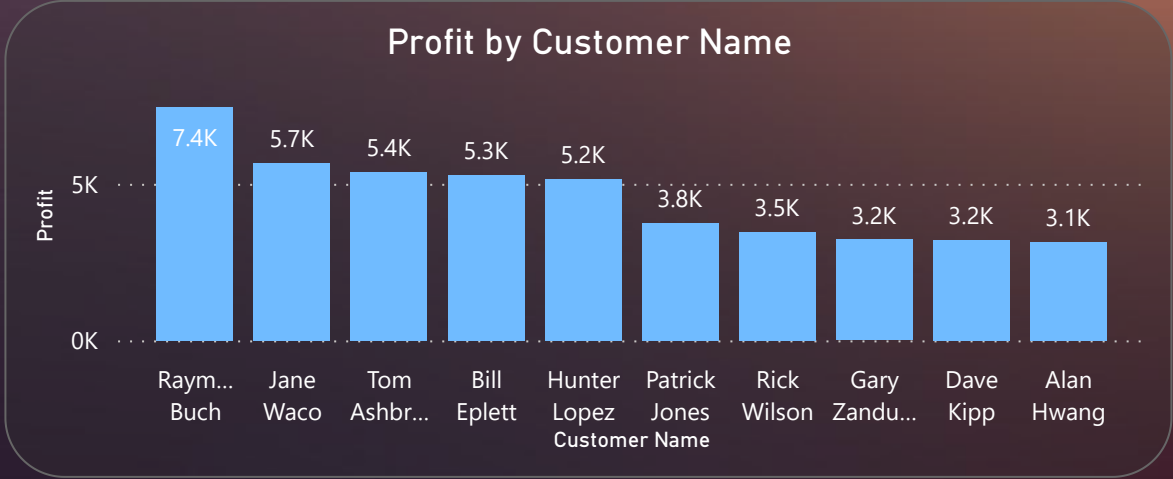 Profit by Customer Name
7.4K
5.7K
5.4K
5.3K
5.2K
3.8K
3.5K
3.2K
3.2K
3.1K
5K
0K
Profit
Raym...
Buch
Jane
Waco
Tom
Ashbr...
Bill
Eplett
Hunter
Lopez
Patrick
Jones
Rick
Wilson
Gary
Zandu...
Dave
Kipp
Alan
Hwang
Customer Name